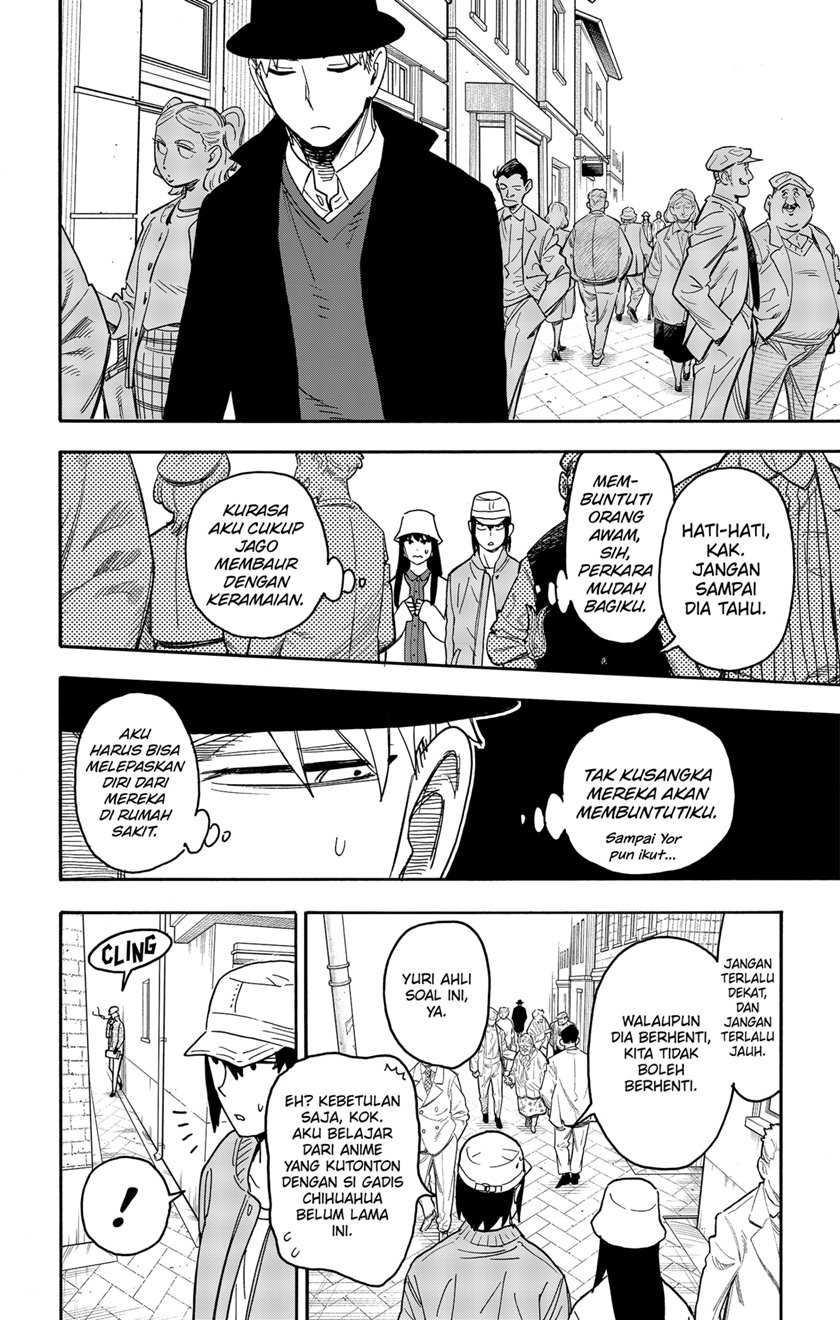 HATI-HATI,
KAK.
JANGAN
SAMPAI
DIA TAHU.
MEM-
BUNTUTI
ORANG
AWAM,
SIH,
PERKARA
MUDAH
BAGIKU.
KURASA
AKU CUKUP
JAGO
MEMBAUR
DENGAN
KERAMAIAN.
TAK KUSANGKA
MEREKA AKAN
MEMBUNTUTIKU.
Sampai Yor
pun ikut...
AKU
HARUS BISA
MELEPASKAN
DIRI DARI
MEREKA
DI RUMAH
SAKIT.
JANGAN
TERLALU
DEKAT,
DAN
JANGAN
TERLALU
JAUH.
WALAUPUN
DIA BERHENTI,
KITA TIDAK
BOLEH
BERHENTI.
YURI AHLI
SOAL INI,
YA.
EH? KEBETULAN
SAJA, KOK.
AKU BELAJAR
DARI ANIME
YANG KUTONTON
DENGAN SI GADIS
CHIHUAHUA
BELUM LAMA
INI.
CLING
!